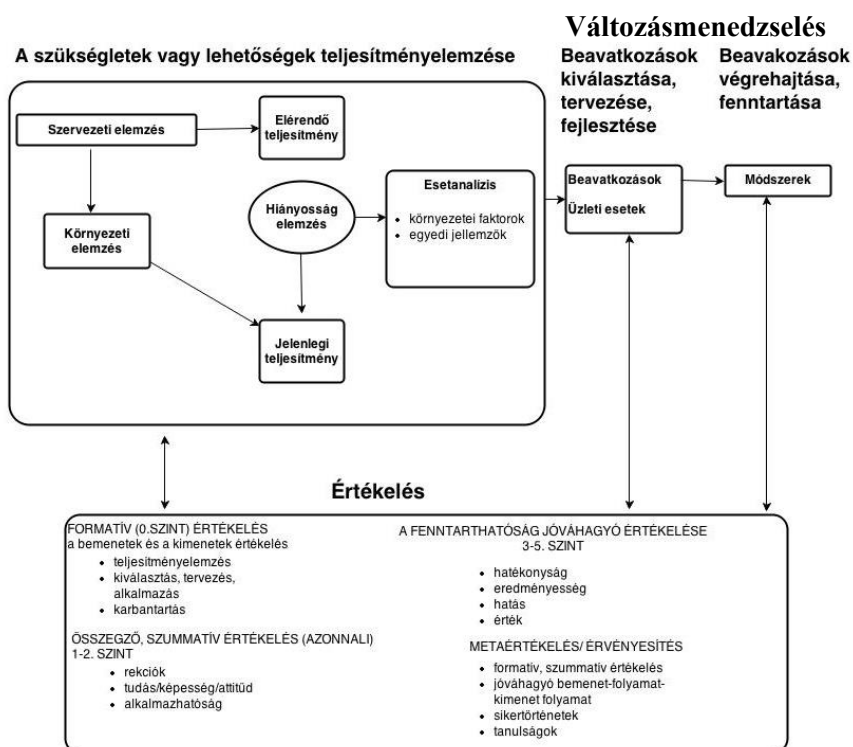 Változásmenedzselés
A szükségletek vagy lehetőségek teljesítményelemzése
Beavatkozások
kiválasztása,
tervezése,
fejlesztése
Beavakozások
végrehajtása,
fenntartása
Szervezeti elemzés
Elérendő
teljesítmény
Környezeti
elemzés
Hiányosság
elemzés
Esetanalízis
• környezetei faktorok
• egyedi jellemzők
Jelenlegi
teljesítmény
Beavatkozások
Üzleti esetek
Módszerek
Értékelés
FORMATÍV (0.SZINT) ÉRTÉKELÉS
a bemenetek és a kimenetek értékelés
• teljesítményelemzés
• kiválasztás, tervezés,
alkalmazás
• karbantartás
ÖSSZEGZŐ, SZUMMATÍV ÉRTÉKELÉS (AZONNALI)
1-2. SZINT
• rekciók
• tudás/képesség/attitűd
• alkalmazhatóság
A FENNTARTHATÓSÁG JÓVÁHAGYÓ ÉRTÉKELÉSE
3-5. SZINT
• hatékonyság
• eredményesség
• hatás
• érték
METAÉRTÉKELÉS/ ÉRVÉNYESÍTÉS
• formatív, szummatív értékelés
• jóváhagyó bemenet-folyamat-
kimenet folyamat
• sikertörténetek
• tanulságok